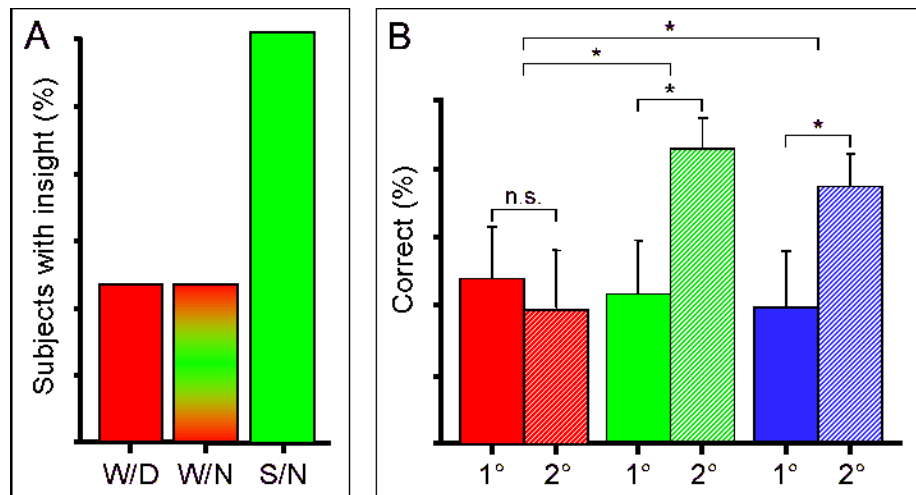 A
Subjects with insight (%)
W/D W/N S/N
B
Correct (%)
*
*
*
*
n.s.
1° 2° 1° 2° 1° 2°